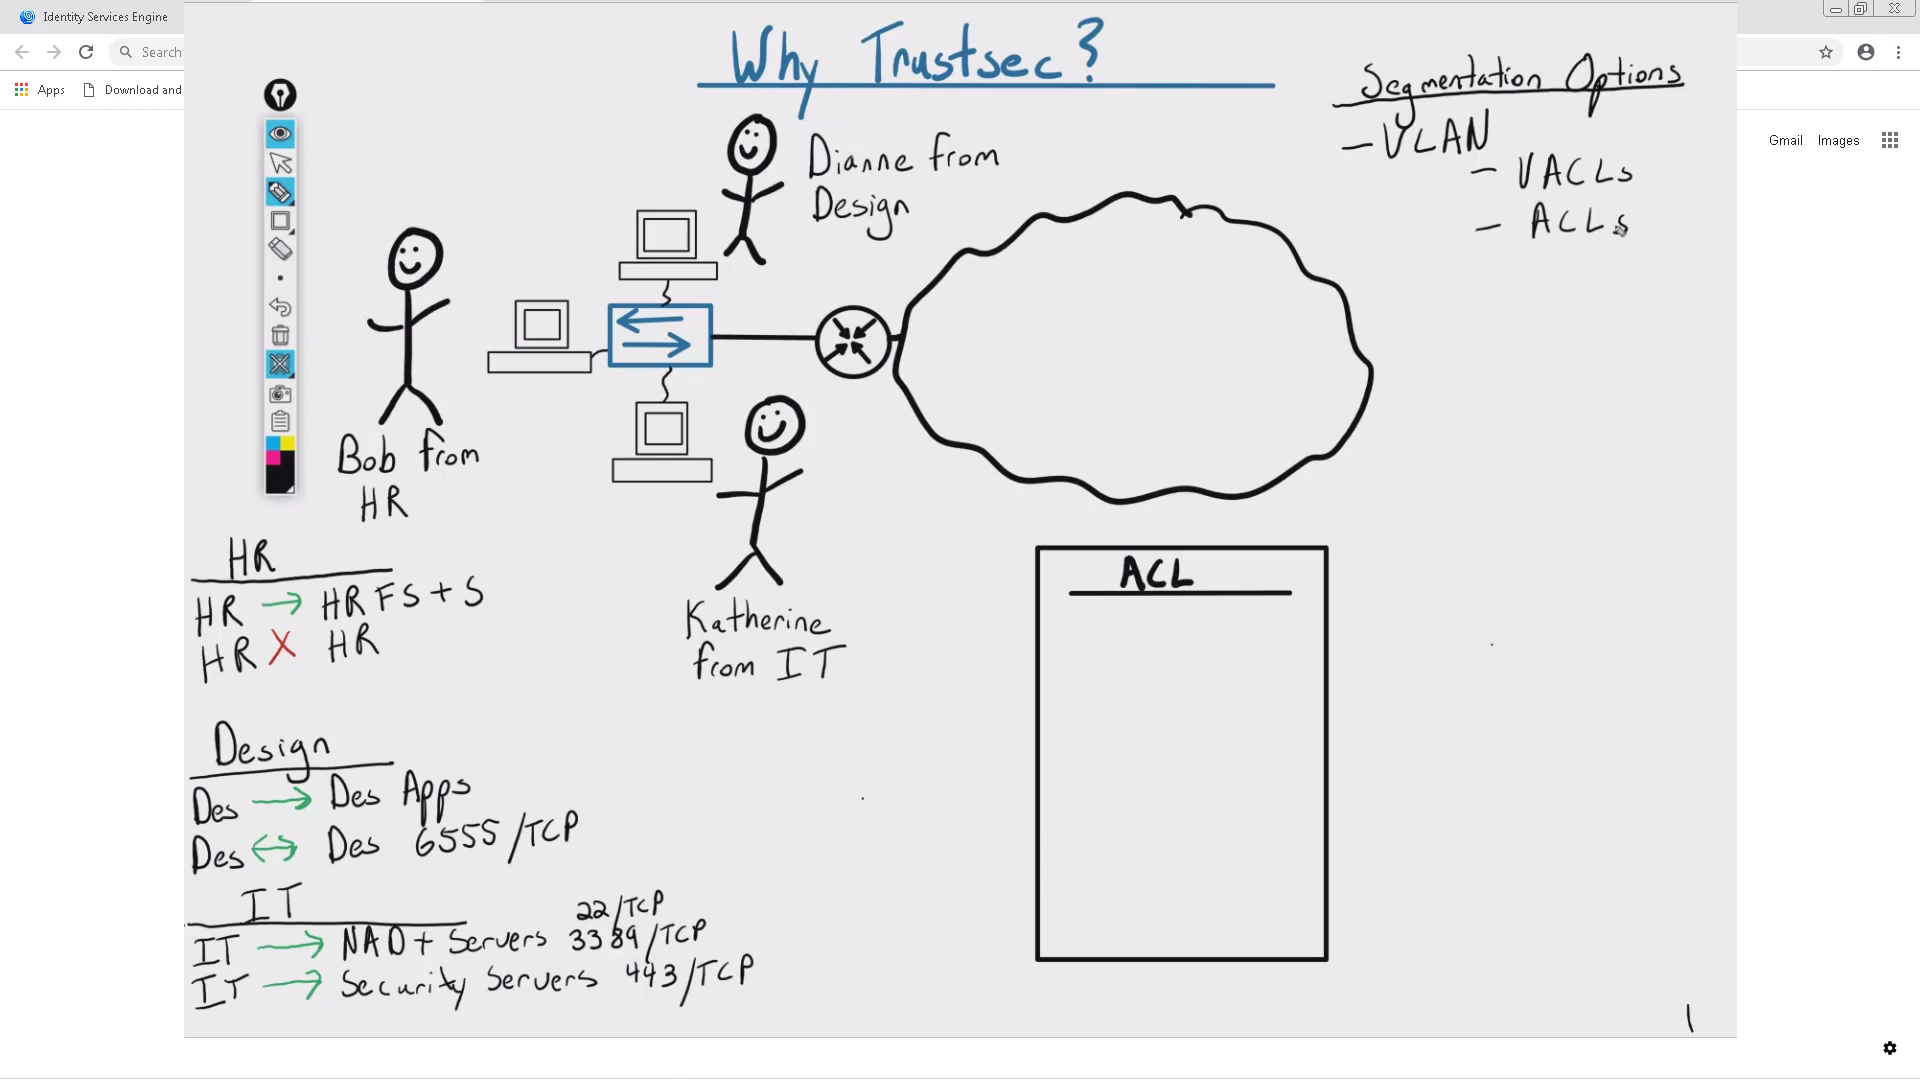 Identity Services Engine
Search
Apps
Download and
Gmail
Images
Why Trustsec?
Segmentation Options
- VLAN
- VACLs
- ACLs
Dianne from
Design
Bob from
HR
Katherine
from IT
HR
HR → HR FS + S
HR X HR
Design
Des → Des Apps
Des ↔ Des 6555/TCP
IT
22/TCP
IT → NAD + Servers 3389/TCP
IT → Security Servers 443/TCP
ACL
1